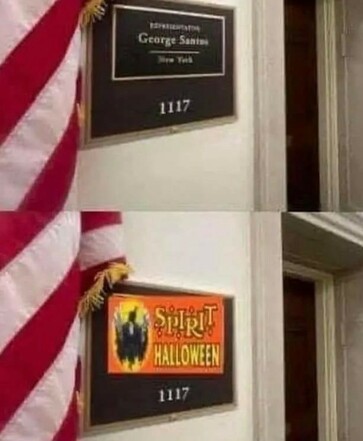 REPRESENTATIVE
George Santos
New York
1117
SPIRIT
HALLOWEEN
1117